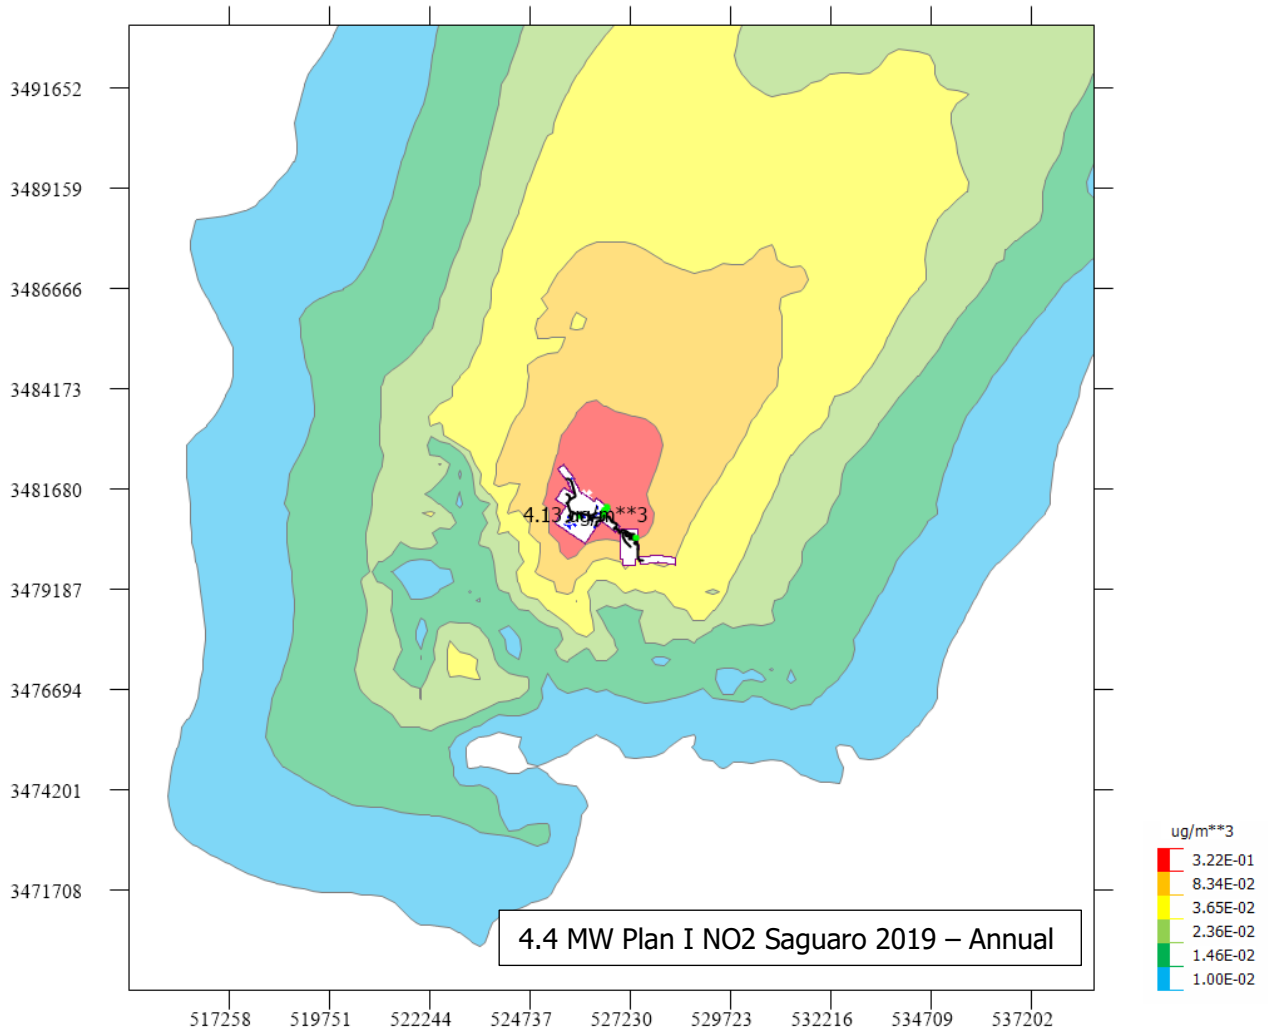 3491652
3489159
3486666
3484173
3481680
4.13 ug/m**3
3479187
3476694
3474201
3471708
ug/m**3
3.22E-01
8.34E-02
3.65E-02
2.36E-02
1.46E-02
1.00E-02
4.4 MW Plan I NO2 Saguaro 2019 – Annual
517258 519751 522244 524737 527230 529723 532216 534709 537202